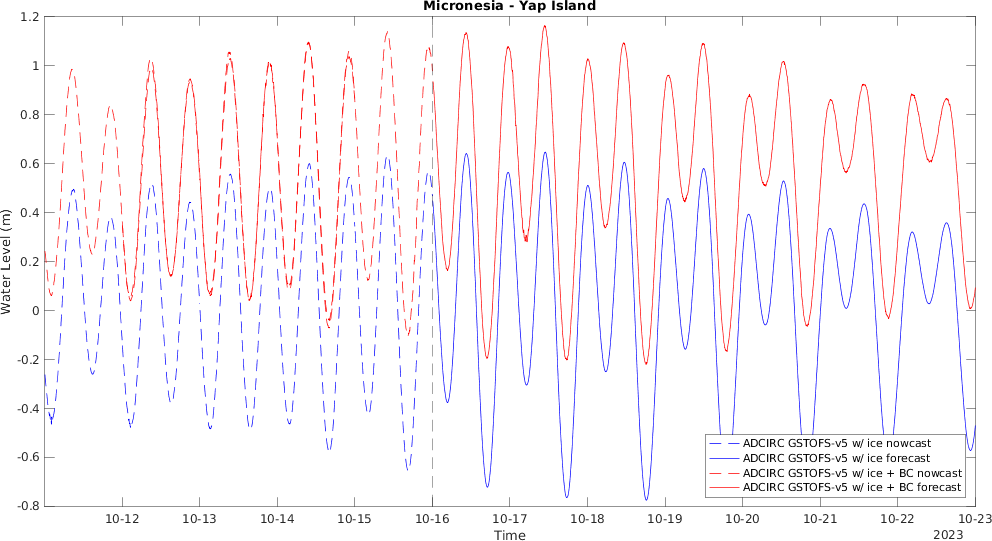 Micronesia - Yap Island
1.2
1
0.8
0.6
0.4
0.2
0
-0.2
-0.4
-0.6
-0.8
Water Level (m)
ADCIRC GSTOFS-v5 w/ ice nowcast
ADCIRC GSTOFS-v5 w/ ice forecast
ADCIRC GSTOFS-v5 w/ ice + BC nowcast
ADCIRC GSTOFS-v5 w/ ice + BC forecast
10-12 10-13 10-14 10-15 10-16 10-17 10-18 10-19 10-20 10-21 10-22 10-23
Time
2023